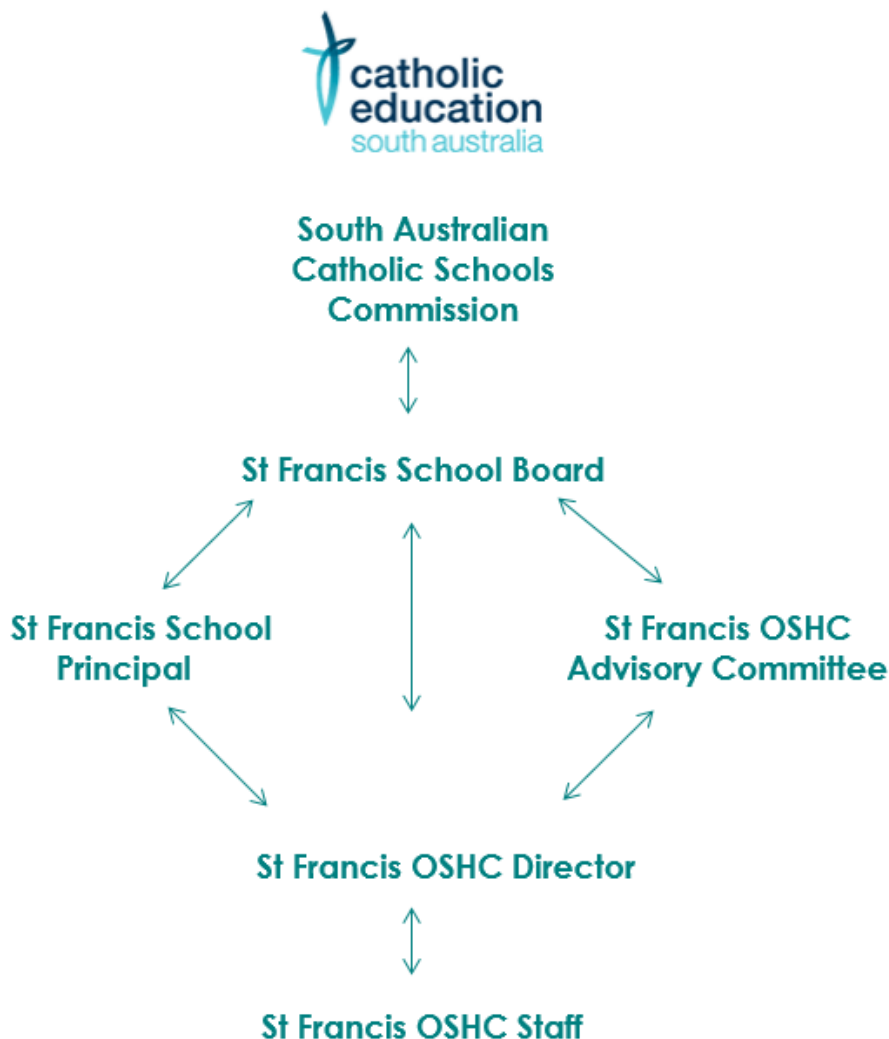 catholic
education
south australia
South Australian
Catholic Schools
Commission
St Francis School Board
St Francis School
Principal
St Francis OSHC
Advisory Committee
St Francis OSHC Director
St Francis OSHC Staff